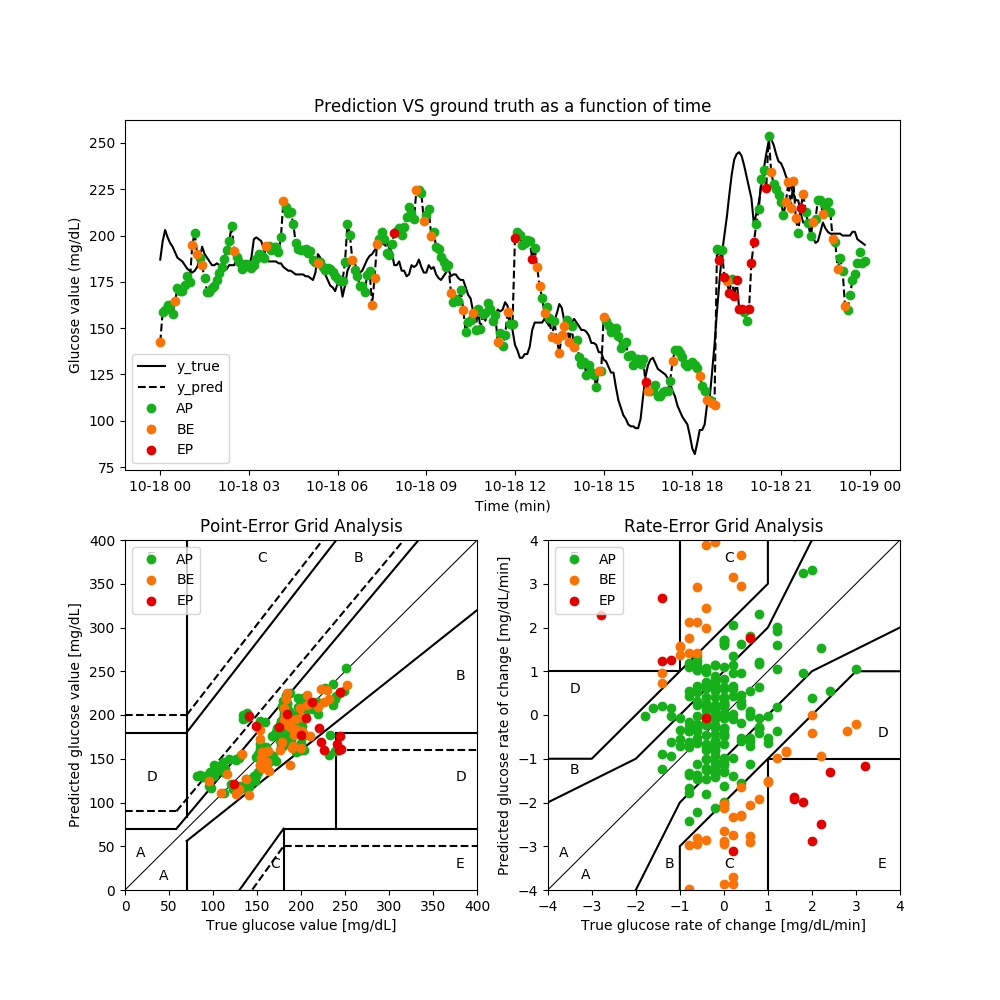 Prediction VS ground truth as a function of time
Glucose value (mg/dL)
250
225
200
175
150
125
100
75
y_true
y_pred
AP
BE
EP
10-18 00 10-18 03 10-18 06 10-18 09 10-18 12 10-18 15 10-18 18 10-18 21 10-19 00
Time (min)
Point-Error Grid Analysis
Predicted glucose value [mg/dL]
400
350
300
250
200
150
100
50
0
AP
BE
EP
C
B
B
D
D
A
A
C
E
0 50 100 150 200 250 300 350 400
True glucose value [mg/dL]
Rate-Error Grid Analysis
Predicted glucose rate of change [mg/dL/min]
4
3
2
1
0
−1
−2
−3
−4
AP
BE
EP
C
D
D
B
A
A
B
C
E
−4 −3 −2 −1 0 1 2 3 4
True glucose rate of change [mg/dL/min]